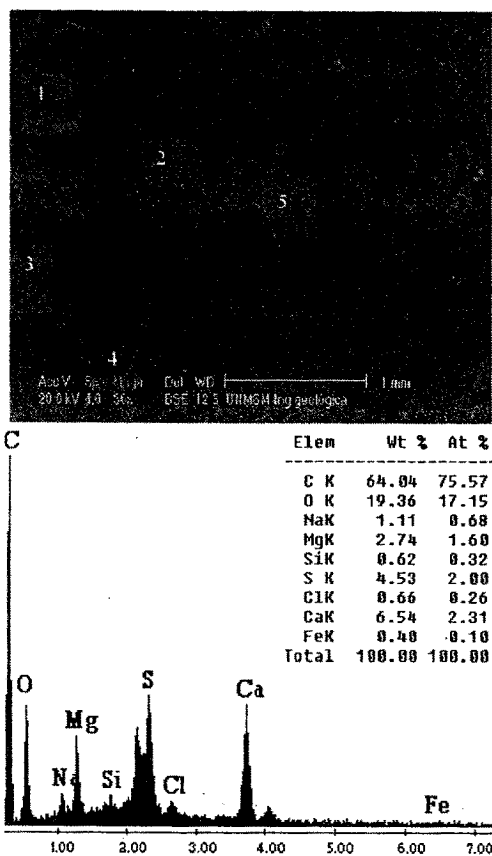 1
2
5
3
4
AccV Spot Magn Det WD 1 mm
20.0 kV 4.0 50x BSE 12.5 UNMSM Ing geológica
C
Elem Wt % At %
C K 64.04 75.57
O K 19.36 17.15
NaK 1.11 0.68
MgK 2.74 1.60
SiK 0.62 0.32
S K 4.53 2.00
ClK 0.66 0.26
CaK 6.54 2.31
FeK 0.40 0.10
Total 100.00 100.00
O
Mg
S
Ca
Na
Si
Cl
Fe
1.00 2.00 3.00 4.00 5.00 6.00 7.00